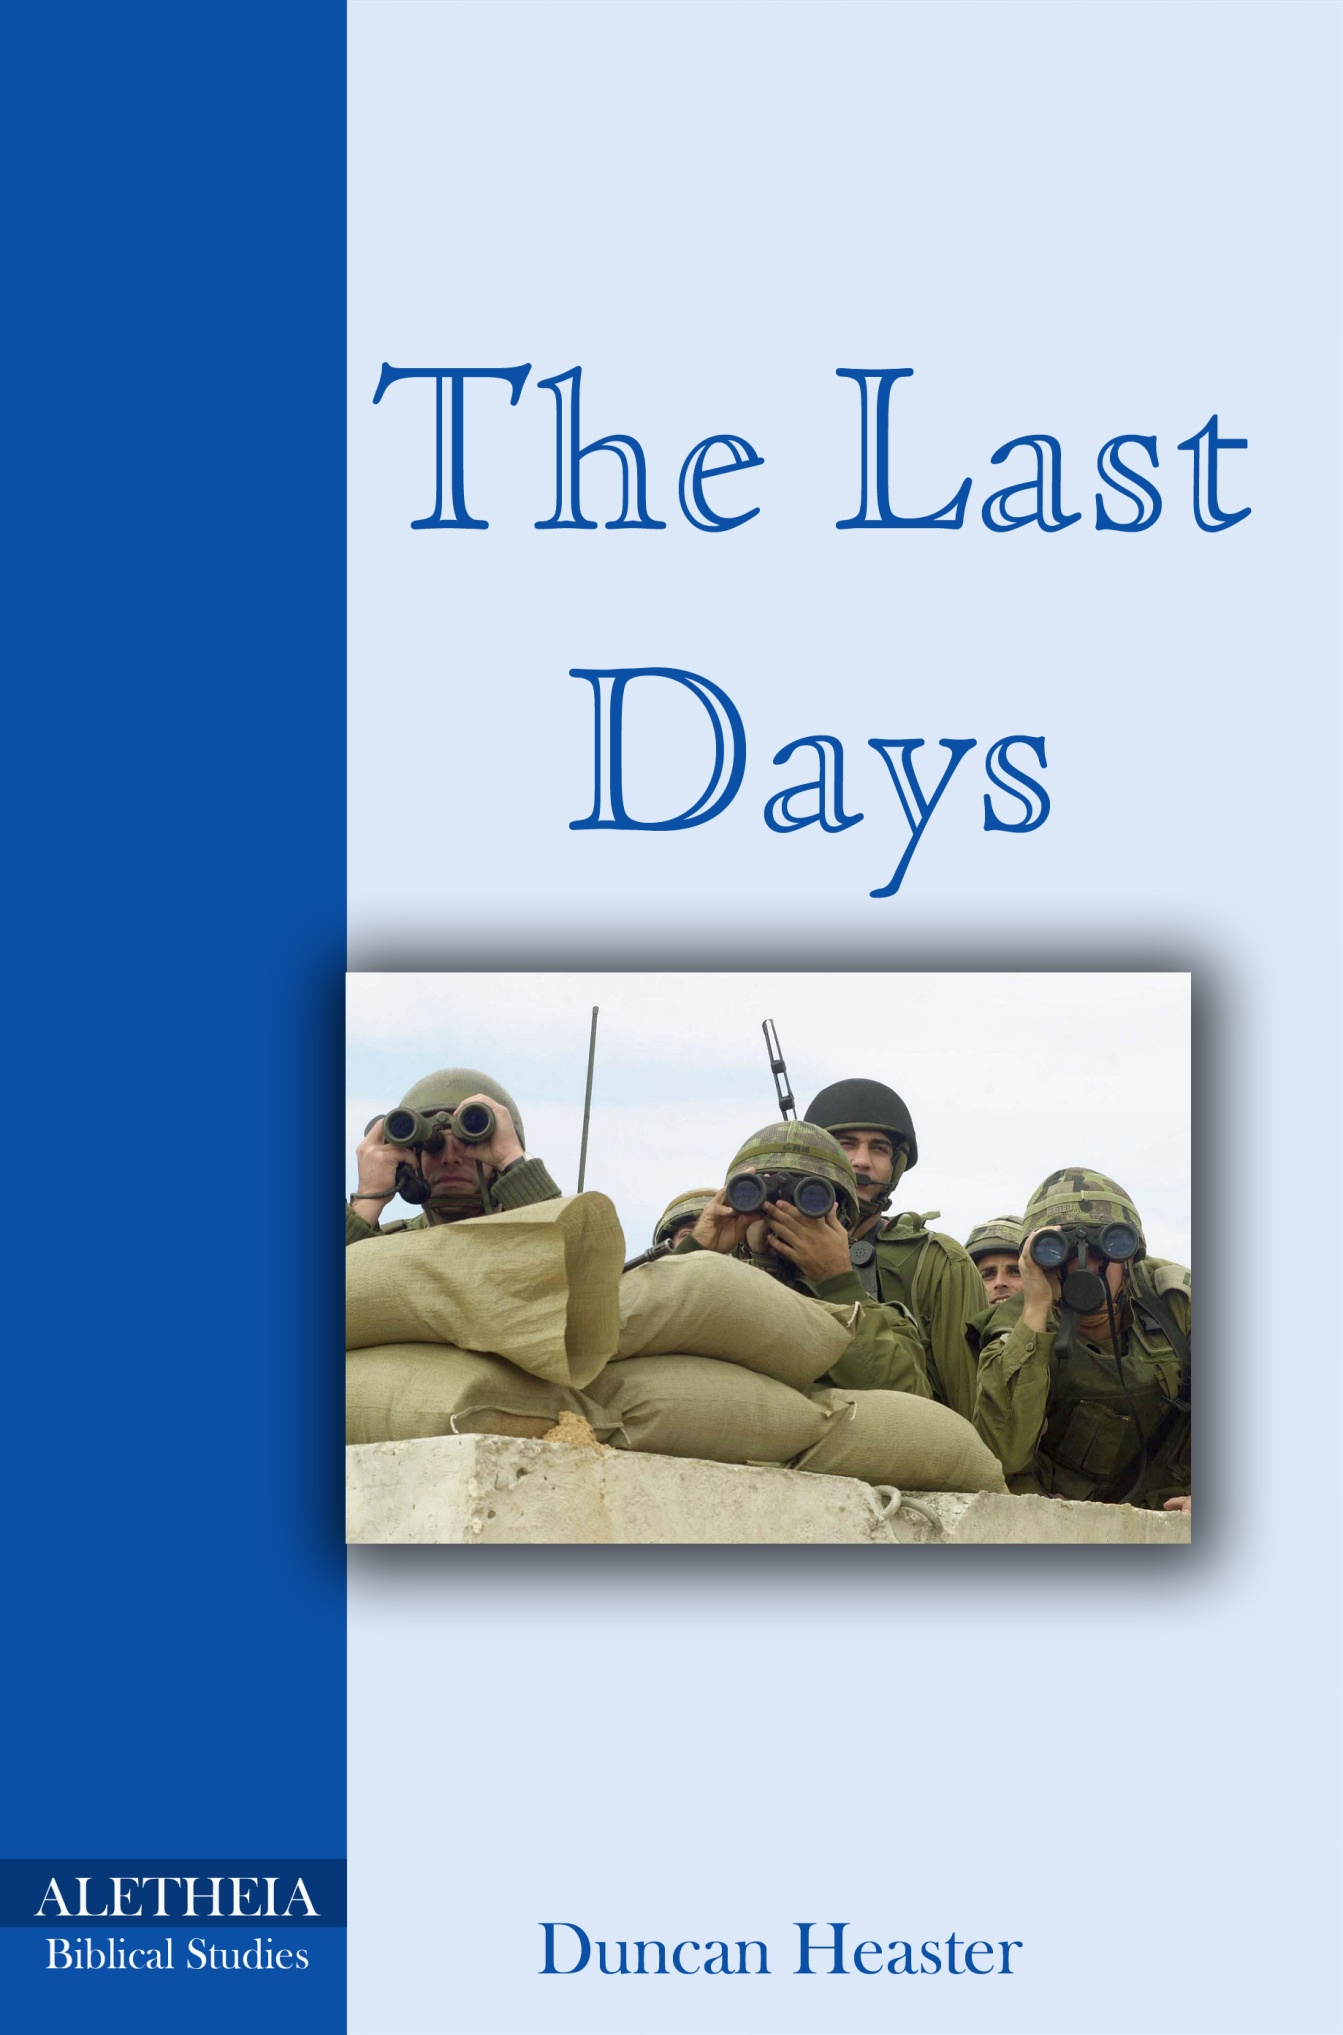 The Last
Days
ALETHEIA
Biblical Studies
Duncan Heaster